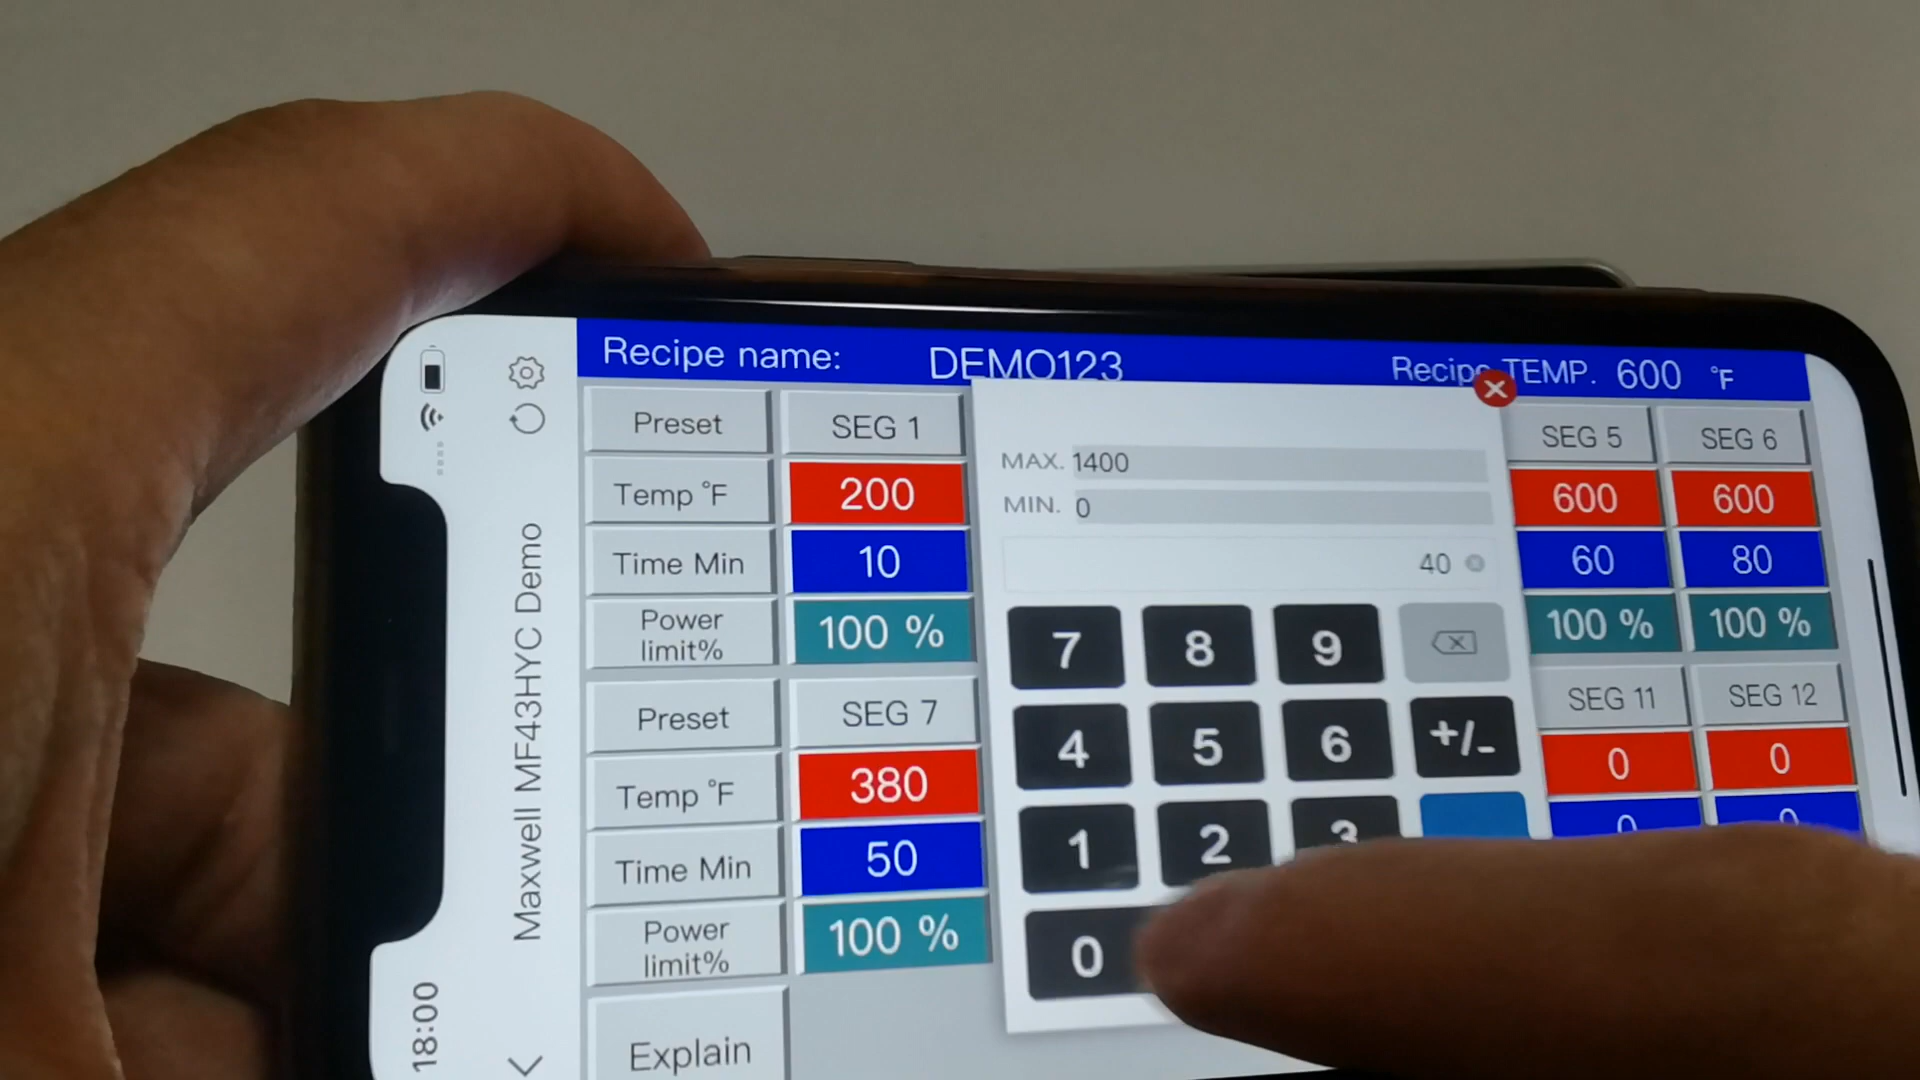 18:00
Maxwell MF43HYC Demo
Recipe name: DEMO123 Recipe TEMP. 600 °F
Preset SEG 1 SEG 5 SEG 6
Temp °F 200 600 600
Time Min 10 60 80
Power limit% 100 % 100 % 100 %
Preset SEG 7 SEG 11 SEG 12
Temp °F 380 0 0
Time Min 50 0 0
Power limit% 100 %
Explain
MAX. 1400
MIN. 0
40
7 8 9
4 5 6 +/-
1 2 3
0